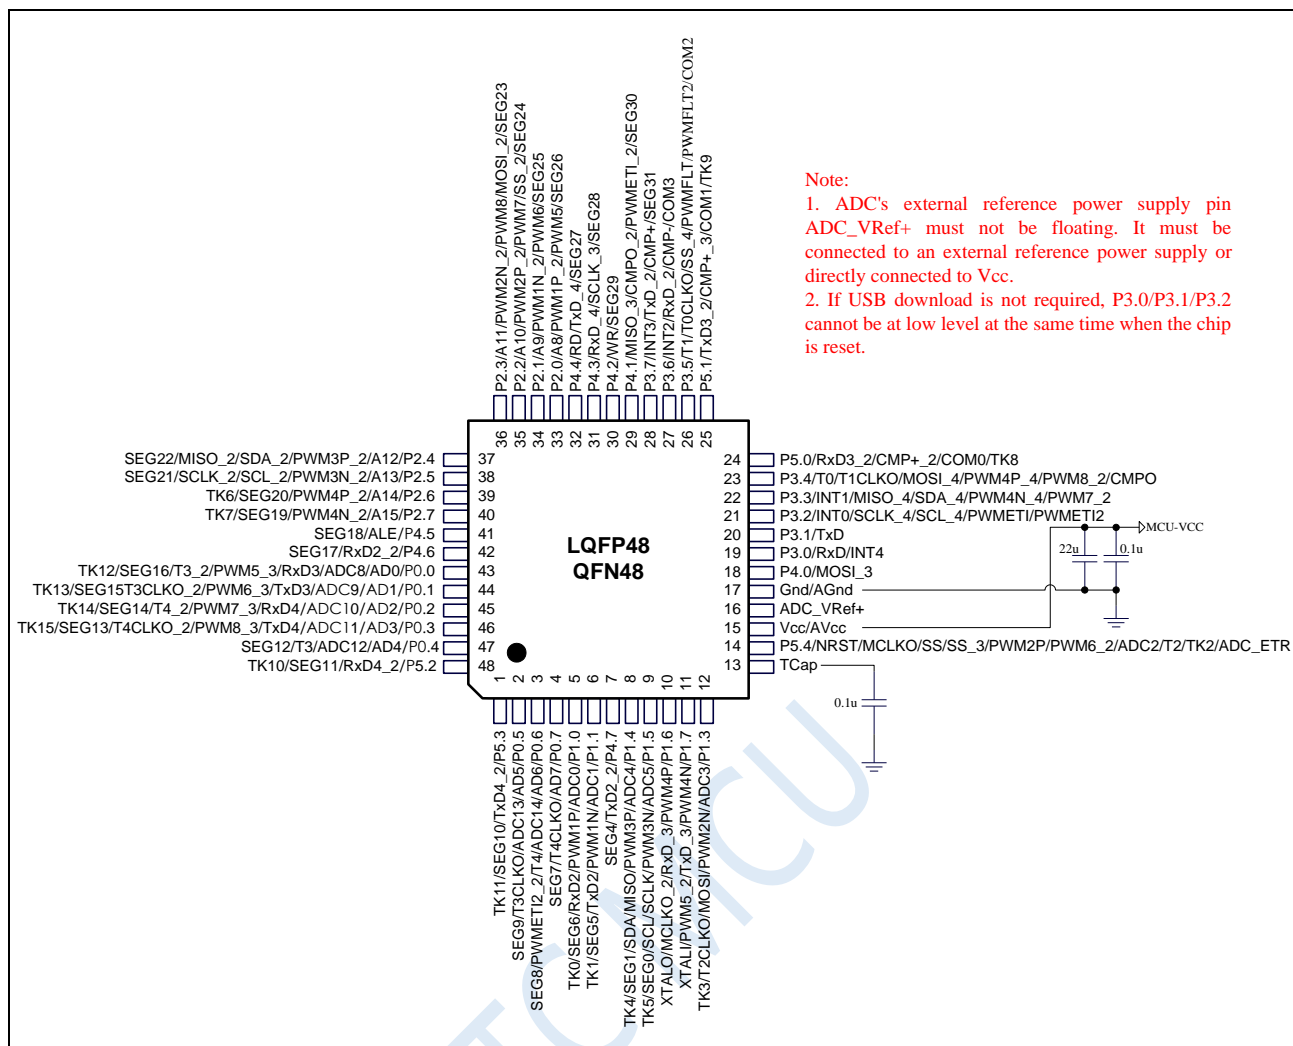 P2.3/A11/PWM2N_2/PWM8/MOSI_2/SEG23
P2.2/A10/PWM2P_2/PWM7/SS_2/SEG24
P2.1/A9/PWM1N_2/PWM6/SEG25
P2.0/A8/PWM1P_2/PWM5/SEG26
P4.4/RD/TxD_4/SEG27
P4.3/RxD_4/SCLK_3/SEG28
P4.2/WR/SEG29
P4.1/MISO_3/CMPO_2/PWMETI_2/SEG30
P3.7/INT3/TxD_2/CMP+/SEG31
P3.6/INT2/RxD_2/CMP-/COM3
P3.5/T1/T0CLKO/SS_4/PWMFLT/PWMFLT2/COM2
P5.1/TxD3_2/CMP+_3/COM1/TK9
Note:
1. ADC's external reference power supply pin
ADC_VRef+ must not be floating. It must be
connected to an external reference power supply or
directly connected to Vcc.
2. If USB download is not required, P3.0/P3.1/P3.2
cannot be at low level at the same time when the chip
is reset.
36 35 34 33 32 31 30 29 28 27 26 25
SEG22/MISO_2/SDA_2/PWM3P_2/A12/P2.4 37
SEG21/SCLK_2/SCL_2/PWM3N_2/A13/P2.5 38
TK6/SEG20/PWM4P_2/A14/P2.6 39
TK7/SEG19/PWM4N_2/A15/P2.7 40
SEG18/ALE/P4.5 41
SEG17/RxD2_2/P4.6 42
TK12/SEG16/T3_2/PWM5_3/RxD3/ADC8/AD0/P0.0 43
TK13/SEG15T3CLKO_2/PWM6_3/TxD3/ADC9/AD1/P0.1 44
TK14/SEG14/T4_2/PWM7_3/RxD4/ADC10/AD2/P0.2 45
TK15/SEG13/T4CLKO_2/PWM8_3/TxD4/ADC11/AD3/P0.3 46
SEG12/T3/ADC12/AD4/P0.4 47
TK10/SEG11/RxD4_2/P5.2 48
LQFP48
QFN48
24 P5.0/RxD3_2/CMP+_2/COM0/TK8
23 P3.4/T0/T1CLKO/MOSI_4/PWM4P_4/PWM8_2/CMPO
22 P3.3/INT1/MISO_4/SDA_4/PWM4N_4/PWM7_2
21 P3.2/INT0/SCLK_4/SCL_4/PWMETI/PWMETI2
20 P3.1/TxD
19 P3.0/RxD/INT4
18 P4.0/MOSI_3
17 Gnd/AGnd
16 ADC_VRef+
15 Vcc/AVcc
14 P5.4/NRST/MCLKO/SS/SS_3/PWM2P/PWM6_2/ADC2/T2/TK2/ADC_ETR
13 TCap
MCU-VCC
22u
0.1u
0.1u
1 2 3 4 5 6 7 8 9 10 11 12
TK11/SEG10/TxD4_2/P5.3
SEG9/T3CLKO/ADC13/AD5/P0.5
SEG8/PWMETI2_2/T4/ADC14/AD6/P0.6
SEG7/T4CLKO/AD7/P0.7
TK0/SEG6/RxD2/PWM1P/ADC0/P1.0
TK1/SEG5/TxD2/PWM1N/ADC1/P1.1
SEG4/TxD2_2/P4.7
TK4/SEG1/SDA/MISO/PWM3P/ADC4/P1.4
TK5/SEG0/SCL/SCLK/PWM3N/ADC5/P1.5
XTALO/MCLKO_2/RxD_3/PWM4P/P1.6
XTALI/PWM5_2/TxD_3/PWM4N/P1.7
TK3/T2CLKO/MOSI/PWM2N/ADC3/P1.3
MCU